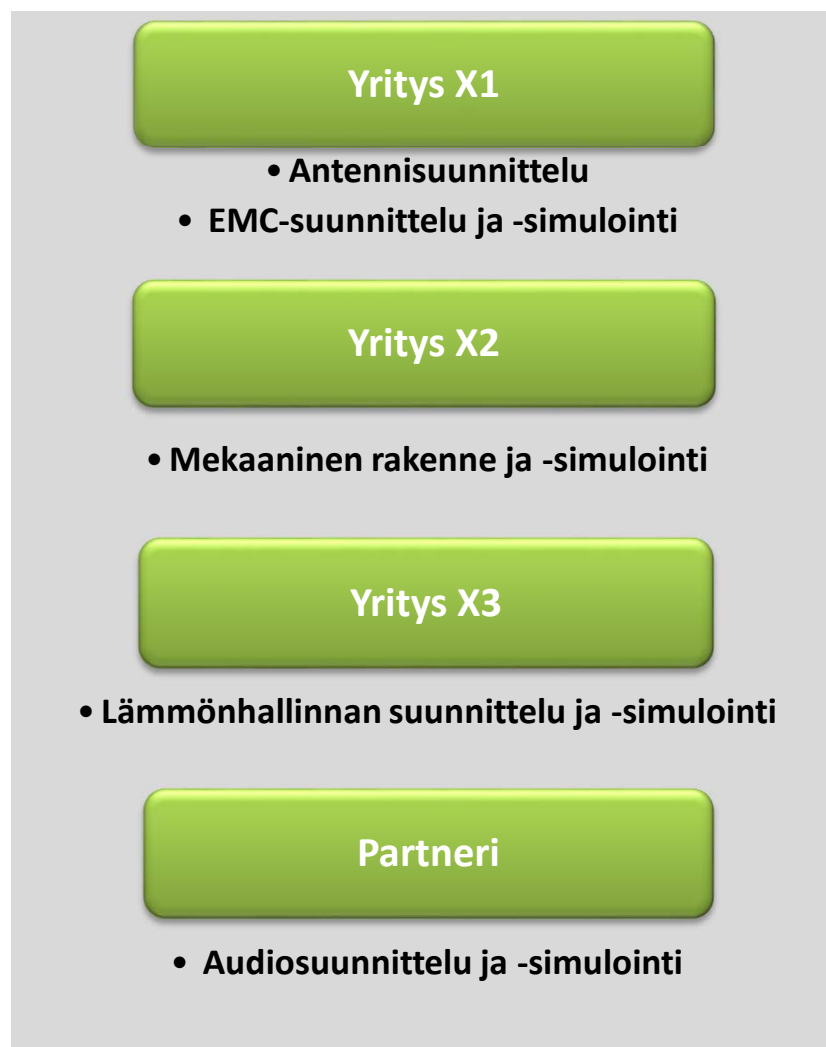 Yritys X1
• Antennisuunnittelu
• EMC-suunnittelu ja -simulointi
Yritys X2
• Mekaaninen rakenne ja -simulointi
Yritys X3
• Lämmönhallinnan suunnittelu ja -simulointi
Partneri
• Audiosuunnittelu ja -simulointi